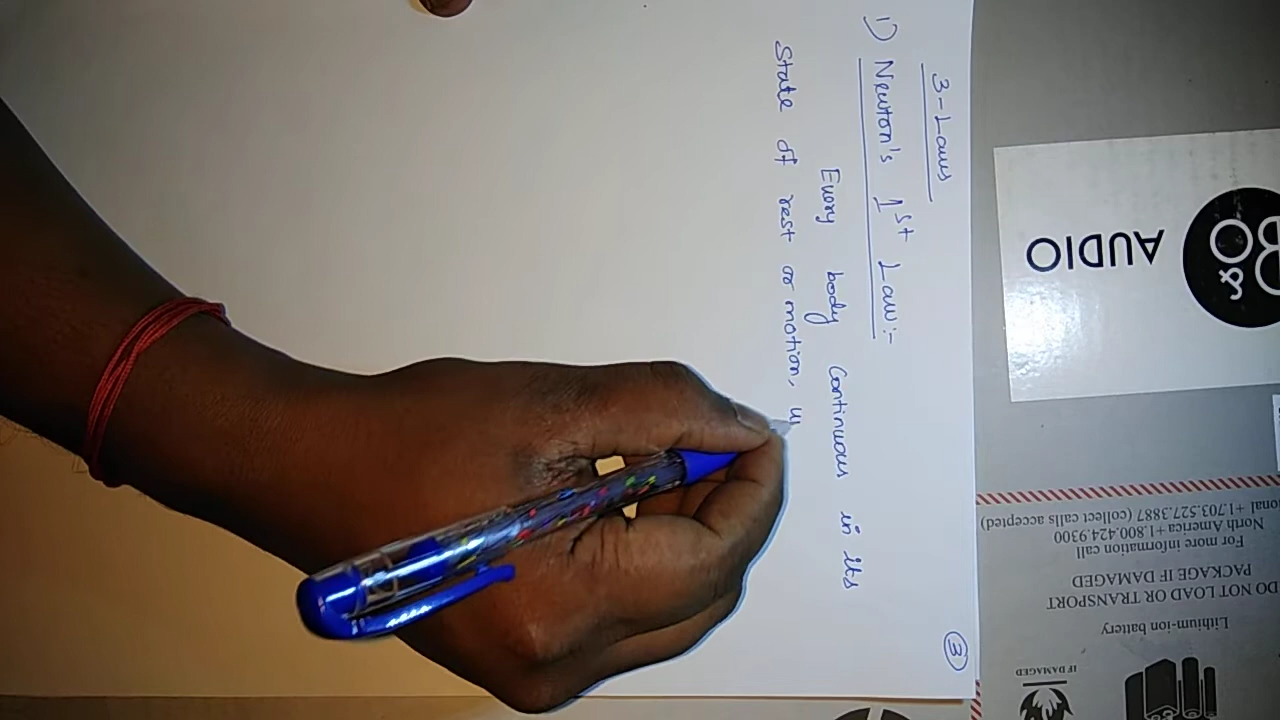 3-Laws
1) Newton's 1st Law:-
Every body Continuous in its
State of rest or motion, u
3
B&O
AUDIO
Lithium-ion battery
DO NOT LOAD OR TRANSPORT
PACKAGE IF DAMAGED
For more information call
North America +1.800.424.9300
onal +1.703.527.3887 (collect calls accepted)
IF DAMAGED